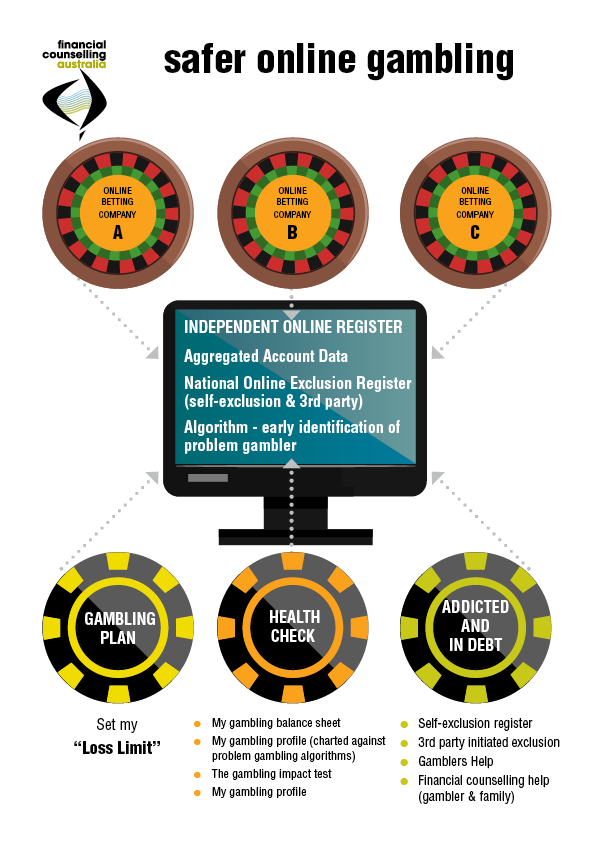 financial
counselling
australia
safer online gambling
ONLINE
BETTING
COMPANY
A
ONLINE
BETTING
COMPANY
B
ONLINE
BETTING
COMPANY
C
INDEPENDENT ONLINE REGISTER
Aggregated Account Data
National Online Exclusion Register
(self-exclusion & 3rd party)
Algorithm - early identification of
problem gambler
GAMBLING
PLAN
Set my
“Loss Limit”
HEALTH
CHECK
My gambling balance sheet
My gambling profile (charted against
problem gambling algorithms)
The gambling impact test
My gambling profile
ADDICTED
AND
IN DEBT
Self-exclusion register
3rd party initiated exclusion
Gamblers Help
Financial counselling help
(gambler & family)